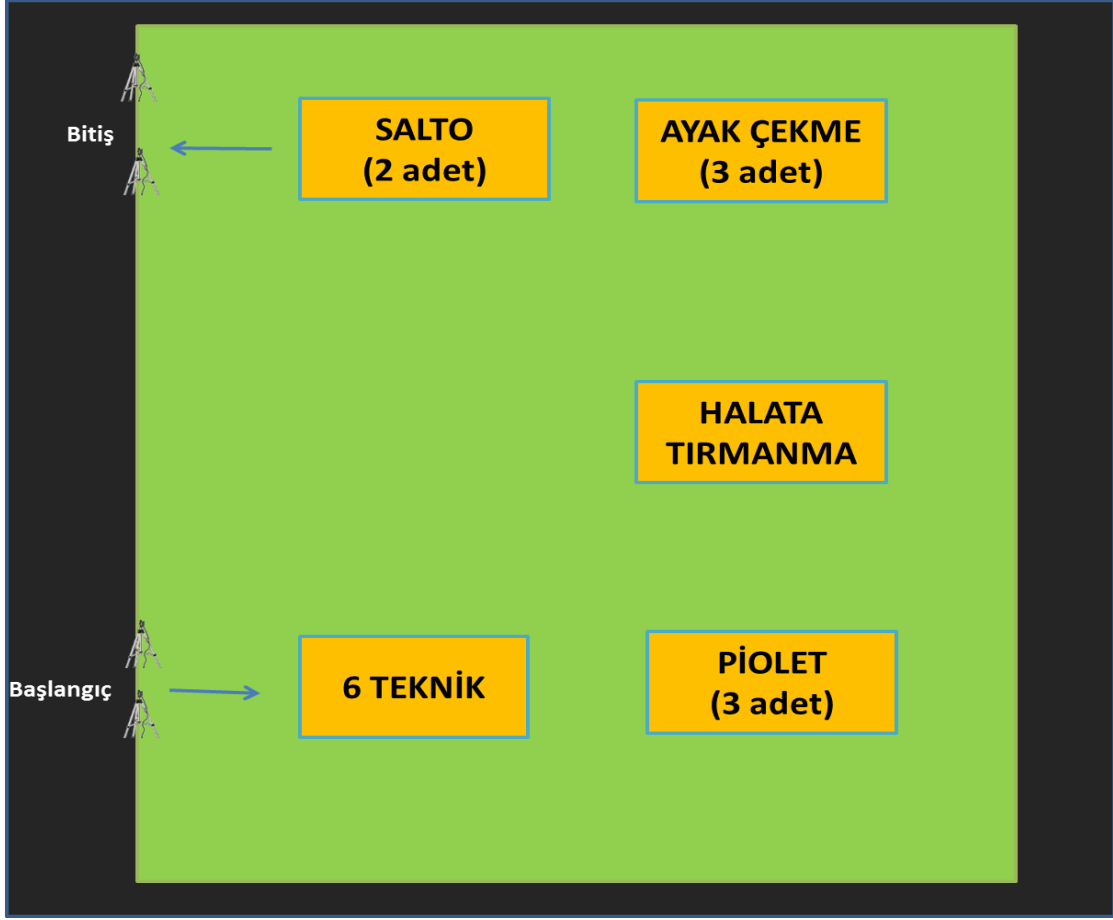 Bitiş
SALTO
(2 adet)
AYAK ÇEKME
(3 adet)
HALATA
TIRMANMA
Başlangıç
6 TEKNİK
PİOLET
(3 adet)